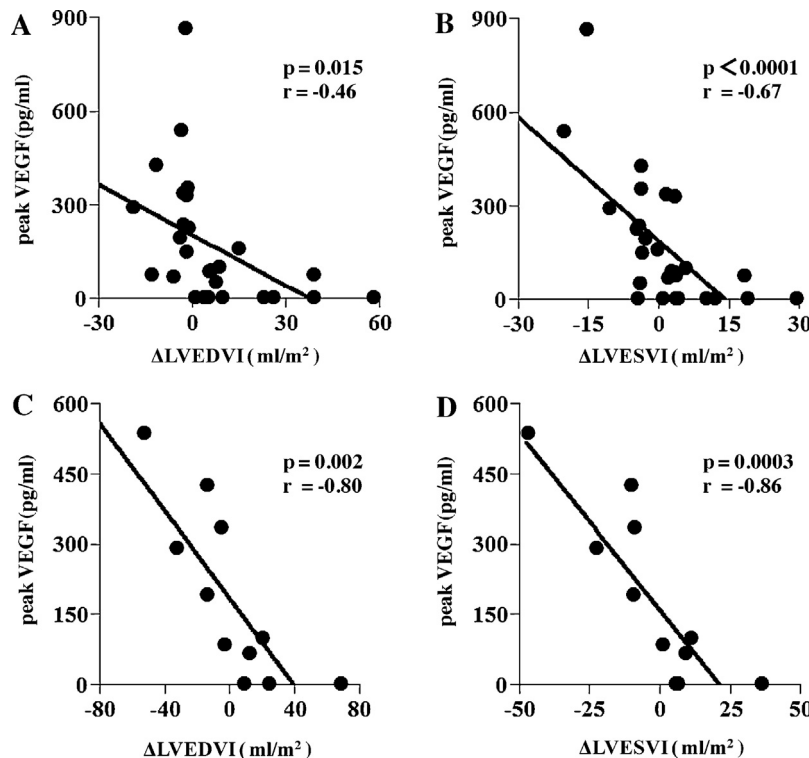 A
900
600
300
0
-30
0
30
60
peak VEGF(pg/ml)
ΔLVEDVI ( ml/m²)
p = 0.015
r = -0.46
B
900
600
300
0
-30
-15
0
15
30
peak VEGF(pg/ml)
ΔLVESVI ( ml/m²)
p <0.0001
r = -0.67
C
600
450
300
150
0
-80
-40
0
40
80
peak VEGF(pg/ml)
ΔLVEDVI ( ml/m²)
p = 0.002
r = -0.80
D
600
450
300
150
0
-50
-25
0
25
50
peak VEGF(pg/ml)
ΔLVESVI ( ml/m²)
p = 0.0003
r = -0.86